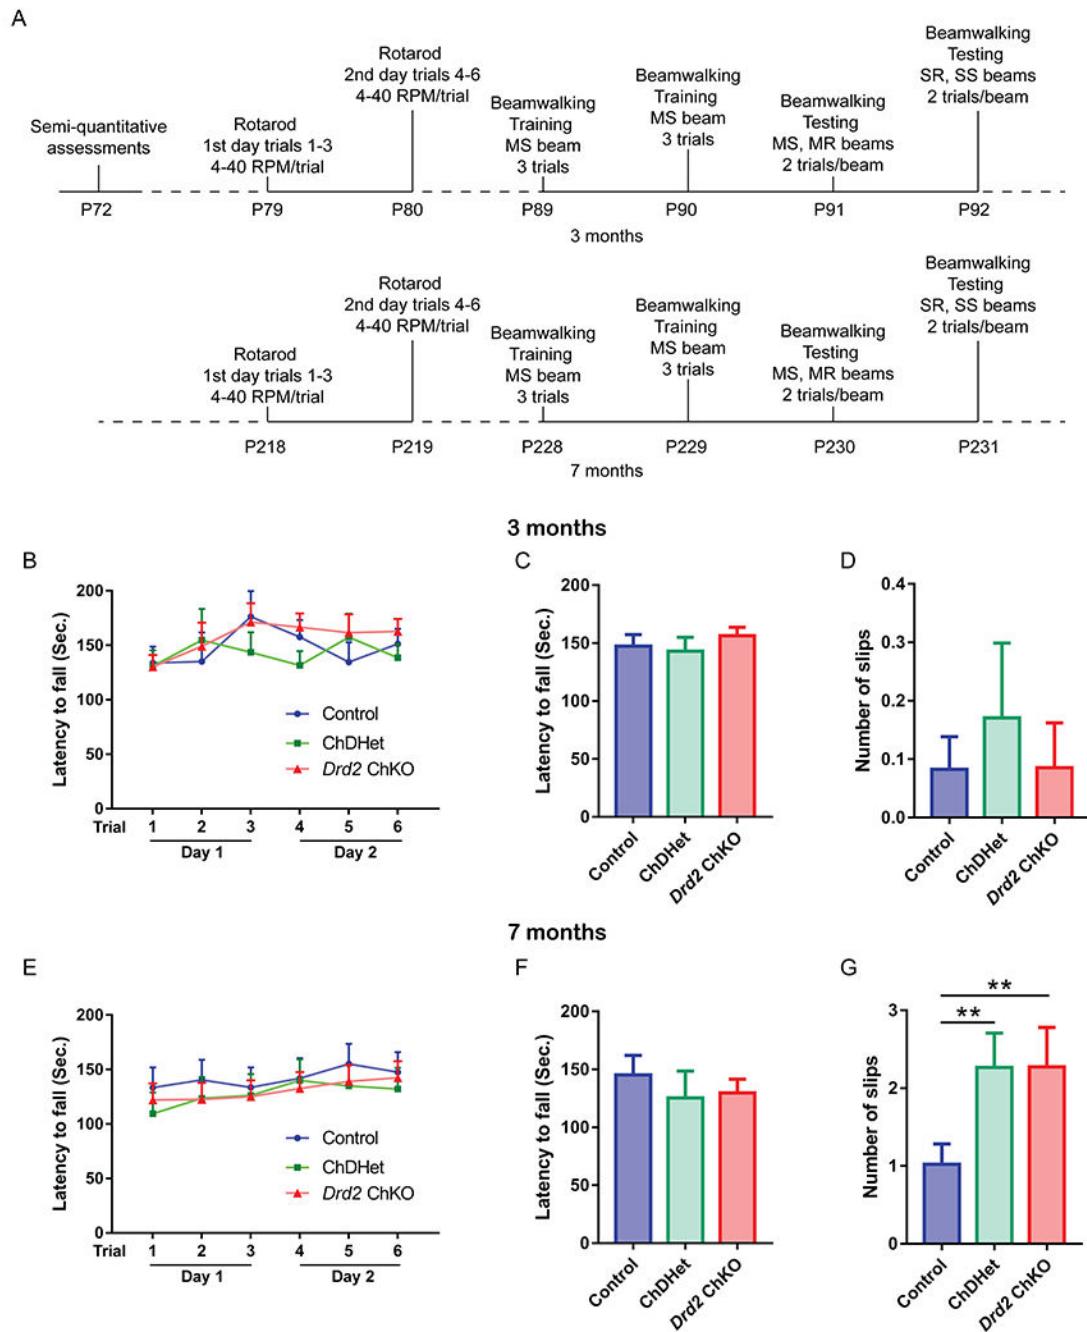 A
Semi-quantitative
assessments
Rotarod
1st day trials 1-3
4-40 RPM/trial
Rotarod
2nd day trials 4-6
4-40 RPM/trial
Beamwalking
Training
MS beam
3 trials
Beamwalking
Training
MS beam
3 trials
Beamwalking
Testing
MS, MR beams
2 trials/beam
Beamwalking
Testing
SR, SS beams
2 trials/beam
P72
P79
P80
P89
P90
P91
P92
3 months
Rotarod
1st day trials 1-3
4-40 RPM/trial
Rotarod
2nd day trials 4-6
4-40 RPM/trial
Beamwalking
Training
MS beam
3 trials
Beamwalking
Training
MS beam
3 trials
Beamwalking
Testing
MS, MR beams
2 trials/beam
Beamwalking
Testing
SR, SS beams
2 trials/beam
P218
P219
P228
P229
P230
P231
7 months
3 months
B
Latency to fall (Sec.)
200
150
100
50
0
Control
ChDHet
Drd2 ChKO
Trial 1 2 3 4 5 6
Day 1 Day 2
C
Latency to fall (Sec.)
200
150
100
50
0
Control
ChDHet
Drd2 ChKO
D
Number of slips
0.4
0.3
0.2
0.1
0.0
Control
ChDHet
Drd2 ChKO
7 months
E
Latency to fall (Sec.)
200
150
100
50
0
Control
ChDHet
Drd2 ChKO
Trial 1 2 3 4 5 6
Day 1 Day 2
F
Latency to fall (Sec.)
200
150
100
50
0
Control
ChDHet
Drd2 ChKO
G
Number of slips
**
**
3
2
1
0
Control
ChDHet
Drd2 ChKO